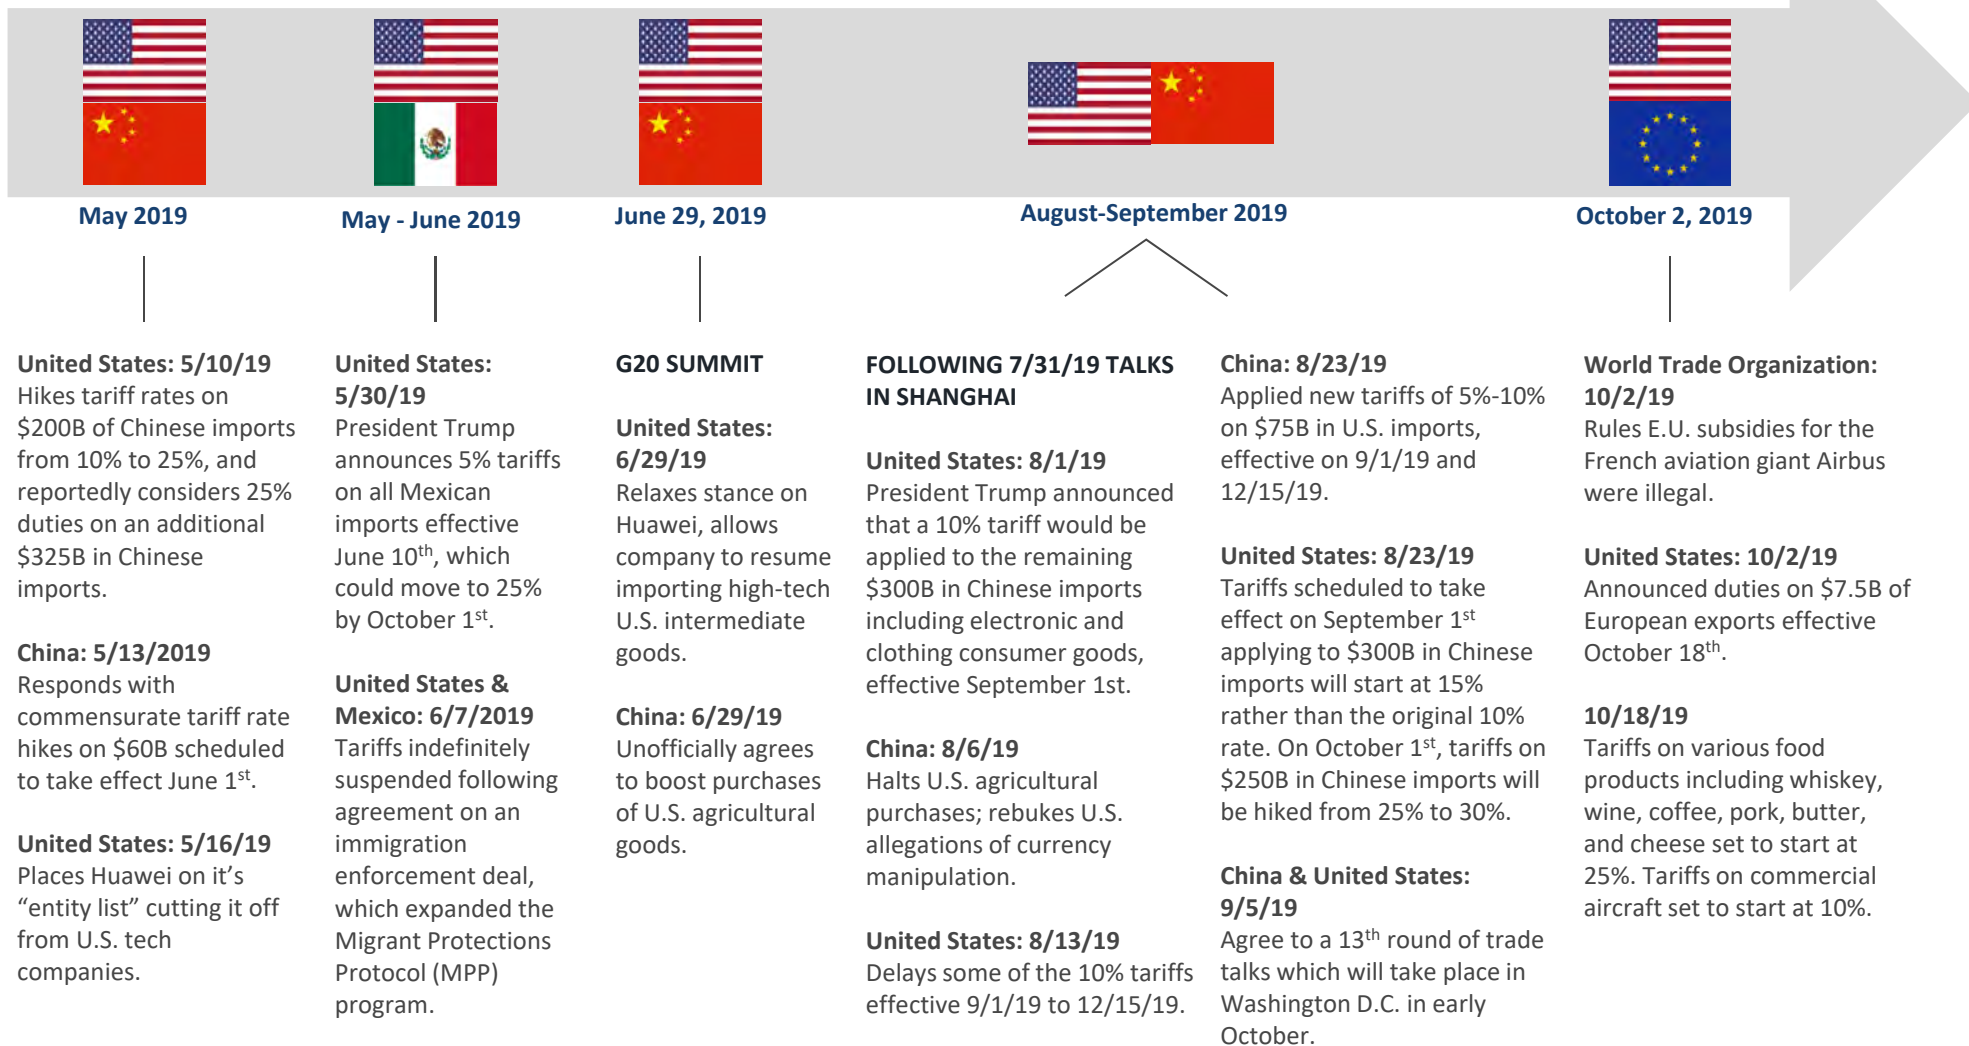 May 2019
United States: 5/10/19
Hikes tariff rates on
$200B of Chinese imports
from 10% to 25%, and
reportedly considers 25%
duties on an additional
$325B in Chinese
imports.
China: 5/13/2019
Responds with
commensurate tariff rate
hikes on $60B scheduled
to take effect June 1st.
United States: 5/16/19
Places Huawei on it’s
“entity list” cutting it off
from U.S. tech
companies.
May - June 2019
United States:
5/30/19
President Trump
announces 5% tariffs
on all Mexican
imports effective
June 10th, which
could move to 25%
by October 1st.
United States &
Mexico: 6/7/2019
Tariffs indefinitely
suspended following
agreement on an
immigration
enforcement deal,
which expanded the
Migrant Protections
Protocol (MPP)
program.
June 29, 2019
G20 SUMMIT
United States:
6/29/19
Relaxes stance on
Huawei, allows
company to resume
importing high-tech
U.S. intermediate
goods.
China: 6/29/19
Unofficially agrees
to boost purchases
of U.S. agricultural
goods.
August-September 2019
FOLLOWING 7/31/19 TALKS
IN SHANGHAI
United States: 8/1/19
President Trump announced
that a 10% tariff would be
applied to the remaining
$300B in Chinese imports
including electronic and
clothing consumer goods,
effective September 1st.
China: 8/6/19
Halts U.S. agricultural
purchases; rebukes U.S.
allegations of currency
manipulation.
United States: 8/13/19
Delays some of the 10% tariffs
effective 9/1/19 to 12/15/19.
China: 8/23/19
Applied new tariffs of 5%-10%
on $75B in U.S. imports,
effective on 9/1/19 and
12/15/19.
United States: 8/23/19
Tariffs scheduled to take
effect on September 1st
applying to $300B in Chinese
imports will start at 15%
rather than the original 10%
rate. On October 1st, tariffs on
$250B in Chinese imports will
be hiked from 25% to 30%.
China & United States:
9/5/19
Agree to a 13th round of trade
talks which will take place in
Washington D.C. in early
October.
October 2, 2019
World Trade Organization:
10/2/19
Rules E.U. subsidies for the
French aviation giant Airbus
were illegal.
United States: 10/2/19
Announced duties on $7.5B of
European exports effective
October 18th.
10/18/19
Tariffs on various food
products including whiskey,
wine, coffee, pork, butter,
and cheese set to start at
25%. Tariffs on commercial
aircraft set to start at 10%.